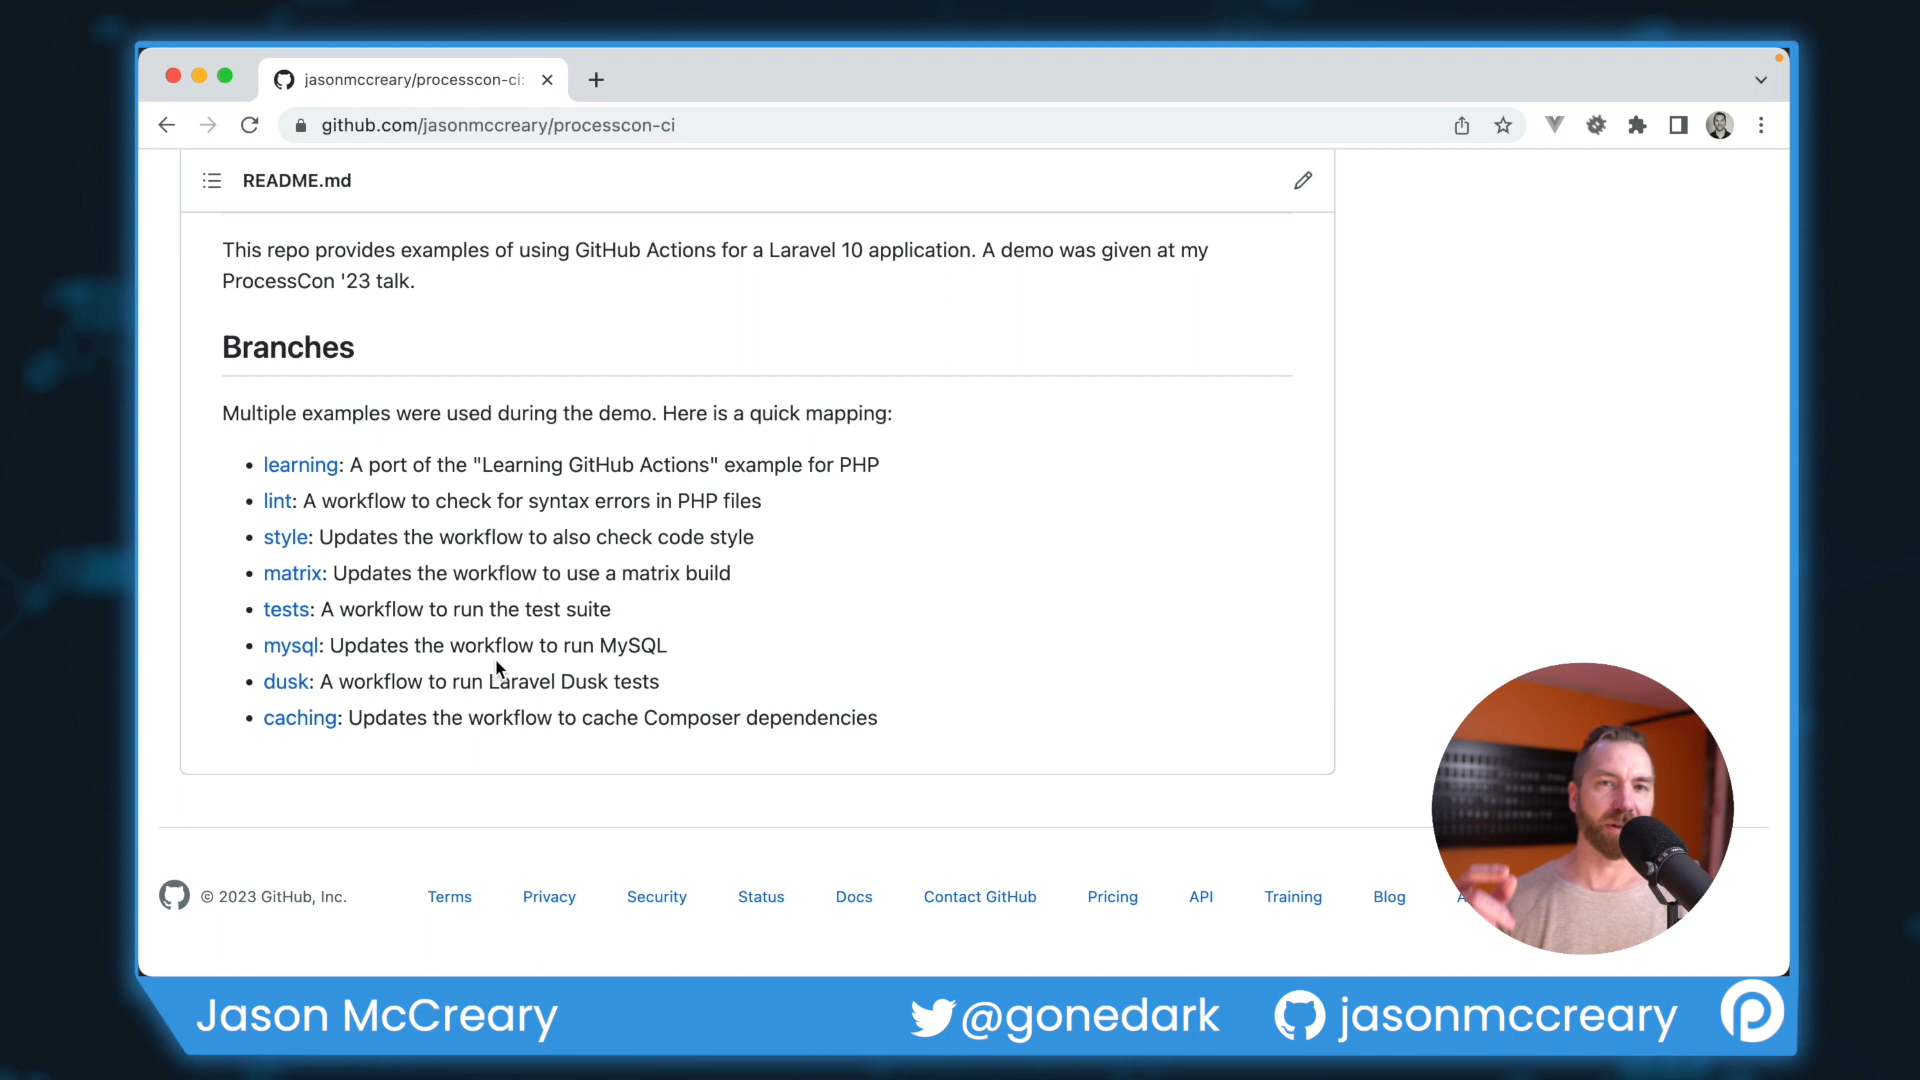 jasonmccreary/processcon-ci:
github.com/jasonmccreary/processcon-ci
README.md
This repo provides examples of using GitHub Actions for a Laravel 10 application. A demo was given at my
ProcessCon '23 talk.
Branches
Multiple examples were used during the demo. Here is a quick mapping:
• learning: A port of the "Learning GitHub Actions" example for PHP
• lint: A workflow to check for syntax errors in PHP files
• style: Updates the workflow to also check code style
• matrix: Updates the workflow to use a matrix build
• tests: A workflow to run the test suite
• mysql: Updates the workflow to run MySQL
• dusk: A workflow to run Laravel Dusk tests
• caching: Updates the workflow to cache Composer dependencies
© 2023 GitHub, Inc. Terms Privacy Security Status Docs Contact GitHub Pricing API Training Blog
Jason McCreary @gonedark jasonmccreary